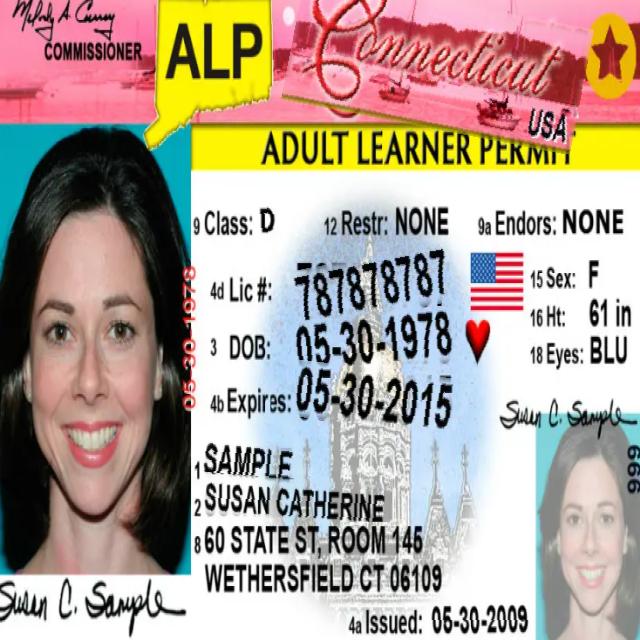 Melody A. Currey
COMMISSIONER
ALP
Connecticut
USA
ADULT LEARNER PERMIT
9 Class: D 12 Restr: NONE 9a Endors: NONE
4d Lic #: 787878787
15 Sex: F
3 DOB: 05-30-1978
16 Ht: 61 in
18 Eyes: BLU
4b Expires: 05-30-2015
05-30-1978
1 SAMPLE
2 SUSAN CATHERINE
8 60 STATE ST, ROOM 145
WETHERSFIELD CT 06109
4a Issued: 05-30-2009
Susan C. Sample
Susan C. Sample
666